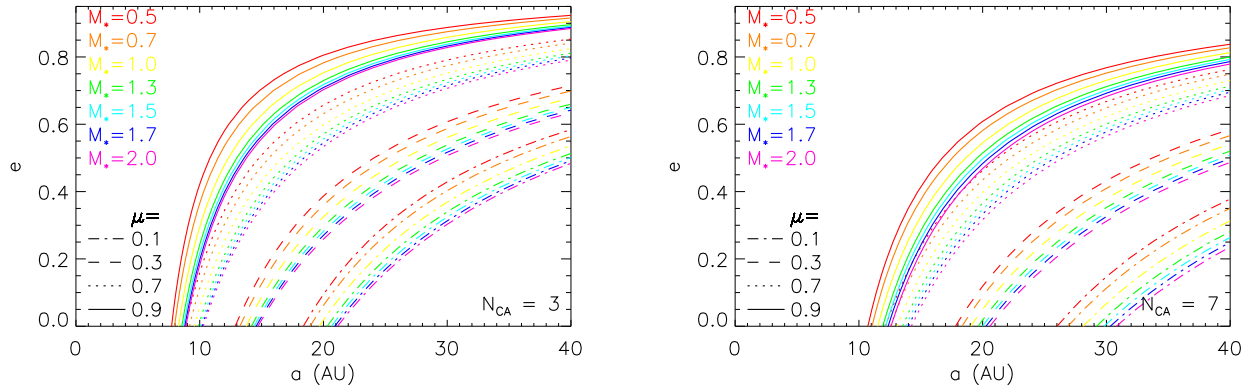 M*=0.5
M*=0.7
M*=1.0
M*=1.3
M*=1.5
M*=1.7
M*=2.0
μ=
0.1
0.3
0.7
0.9
N_CA = 3
0.0
0.2
0.4
0.6
0.8
e
0 10 20 30 40
a (AU)
M*=0.5
M*=0.7
M*=1.0
M*=1.3
M*=1.5
M*=1.7
M*=2.0
μ=
0.1
0.3
0.7
0.9
N_CA = 7
0.0
0.2
0.4
0.6
0.8
e
0 10 20 30 40
a (AU)